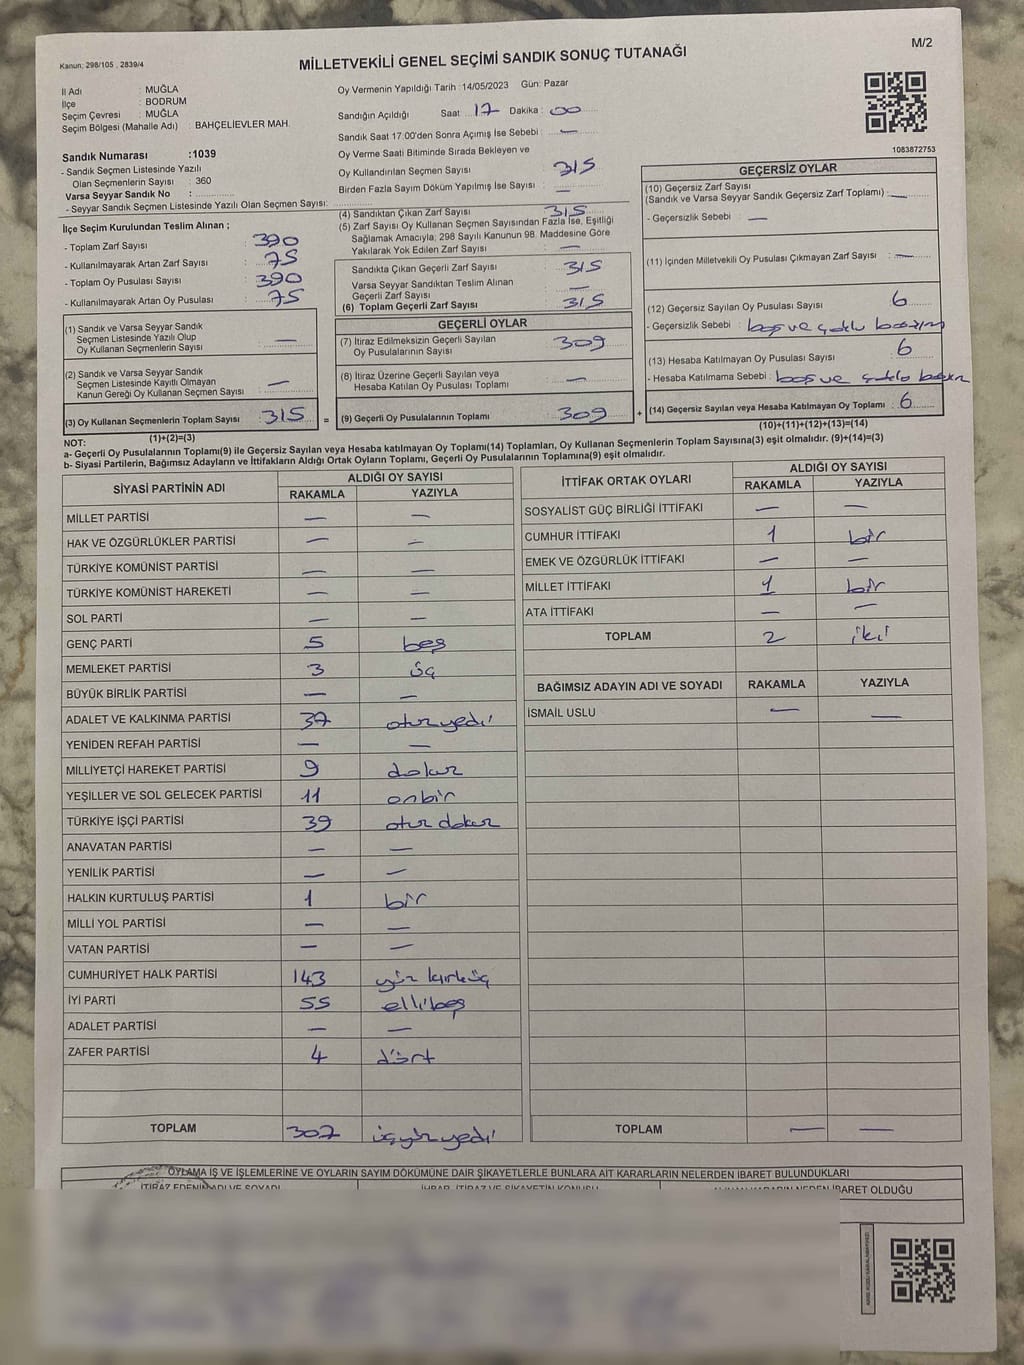 M/2
Kanun: 298/105 , 2839/4
MİLLETVEKİLİ GENEL SEÇİMİ SANDIK SONUÇ TUTANAĞI
İl Adı : MUĞLA
İlçe : BODRUM
Seçim Çevresi : MUĞLA
Seçim Bölgesi (Mahalle Adı) : BAHÇELİEVLER MAH.
Sandık Numarası :1039
- Sandık Seçmen Listesinde Yazılı
Olan Seçmenlerin Sayısı : 360
Varsa Seyyar Sandık No :
- Seyyar Sandık Seçmen Listesinde Yazılı Olan Seçmen Sayısı:
Oy Vermenin Yapıldığı Tarih :14/05/2023 Gün: Pazar
Sandığın Açıldığı Saat : 17 Dakika : 00
Sandık Saat 17:00'den Sonra Açımış İse Sebebi : —
Oy Verme Saati Bitiminde Sırada Bekleyen ve
Oy Kullandırılan Seçmen Sayısı : 315
Birden Fazla Sayım Döküm Yapılmış İse Sayısı : —
1083872753
İlçe Seçim Kurulundan Teslim Alınan ;
- Toplam Zarf Sayısı : 390
- Kullanılmayarak Artan Zarf Sayısı : 75
- Toplam Oy Pusulası Sayısı : 390
- Kullanılmayarak Artan Oy Pusulası : 75
(1) Sandık ve Varsa Seyyar Sandık
Seçmen Listesinde Yazılı Olup
Oy Kullanan Seçmenlerin Sayısı : —
(2) Sandık ve Varsa Seyyar Sandık
Seçmen Listesinde Kayıtlı Olmayan
Kanun Gereği Oy Kullanan Seçmen Sayısı : —
(3) Oy Kullanan Seçmenlerin Toplam Sayısı : 315
(1)+(2)=(3)
(4) Sandıktan Çıkan Zarf Sayısı : 315
(5) Zarf Sayısı Oy Kullanan Seçmen Sayısından Fazla İse, Eşitliği
Sağlamak Amacıyla; 298 Sayılı Kanunun 98. Maddesine Göre
Yakılarak Yok Edilen Zarf Sayısı : —
Sandıkta Çıkan Geçerli Zarf Sayısı : 315
Varsa Seyyar Sandıktan Teslim Alınan
Geçerli Zarf Sayısı : —
(6) Toplam Geçerli Zarf Sayısı : 315
GEÇERLİ OYLAR
(7) İtiraz Edilmeksizin Geçerli Sayılan
Oy Pusulalarının Sayısı : 309
(8) İtiraz Üzerine Geçerli Sayılan veya
Hesaba Katılan Oy Pusulası Toplamı : —
= (9) Geçerli Oy Pusulalarının Toplamı : 309
GEÇERSİZ OYLAR
(10) Geçersiz Zarf Sayısı
(Sandık ve Varsa Seyyar Sandık Geçersiz Zarf Toplamı) : —
- Geçersizlik Sebebi : —
(11) İçinden Milletvekili Oy Pusulası Çıkmayan Zarf Sayısı : —
(12) Geçersiz Sayılan Oy Pusulası Sayısı : 6
- Geçersizlik Sebebi : boş ve çoklu
(13) Hesaba Katılmayan Oy Pusulası Sayısı : 6
- Hesaba Katılmama Sebebi : boş ve çoklu
+ (14) Geçersiz Sayılan veya Hesaba Katılmayan Oy Toplamı : 6
(10)+(11)+(12)+(13)=(14)
NOT:
a- Geçerli Oy Pusulalarının Toplamı(9) ile Geçersiz Sayılan veya Hesaba katılmayan Oy Toplamı(14) Toplamları, Oy Kullanan Seçmenlerin Toplam Sayısına(3) eşit olmalıdır. (9)+(14)=(3)
b- Siyasi Partilerin, Bağımsız Adayların ve İttifakların Aldığı Ortak Oyların Toplamı, Geçerli Oy Pusulalarının Toplamına(9) eşit olmalıdır.
SİYASİ PARTİNİN ADI ALDIĞI OY SAYISI
RAKAMLA YAZIYLA
MİLLET PARTİSİ — —
HAK VE ÖZGÜRLÜKLER PARTİSİ — —
TÜRKİYE KOMÜNİST PARTİSİ — —
TÜRKİYE KOMÜNİST HAREKETİ — —
SOL PARTİ — —
GENÇ PARTİ 5 beş
MEMLEKET PARTİSİ 3 üç
BÜYÜK BİRLİK PARTİSİ — —
ADALET VE KALKINMA PARTİSİ 37 otuz yedi
YENİDEN REFAH PARTİSİ — —
MİLLİYETÇİ HAREKET PARTİSİ 9 dokuz
YEŞİLLER VE SOL GELECEK PARTİSİ 11 onbir
TÜRKİYE İŞÇİ PARTİSİ 39 otuz dokuz
ANAVATAN PARTİSİ — —
YENİLİK PARTİSİ — —
HALKIN KURTULUŞ PARTİSİ 1 bir
MİLLİ YOL PARTİSİ — —
VATAN PARTİSİ — —
CUMHURİYET HALK PARTİSİ 143 yüz kırküç
İYİ PARTİ 55 ellibeş
ADALET PARTİSİ — —
ZAFER PARTİSİ 4 dört
TOPLAM 307 üçyüzyedi
İTTİFAK ORTAK OYLARI ALDIĞI OY SAYISI
RAKAMLA YAZIYLA
SOSYALİST GÜÇ BİRLİĞİ İTTİFAKI — —
CUMHUR İTTİFAKI 1 bir
EMEK VE ÖZGÜRLÜK İTTİFAKI — —
MİLLET İTTİFAKI 1 bir
ATA İTTİFAKI — —
TOPLAM 2 iki
BAĞIMSIZ ADAYIN ADI VE SOYADI RAKAMLA YAZIYLA
İSMAİL USLU — —
TOPLAM — —
OYLAMA İŞ VE İŞLEMLERİNE VE OYLARIN SAYIM DÖKÜMÜNE DAİR ŞİKAYETLERLE BUNLARA AİT KARARLARIN NELERDEN İBARET BULUNDUKLARI
İTİRAZ EDENİN ADI VE SOYADI İHBAR, İTİRAZ VE ŞİKAYETİN KONUSU İBARET OLDUĞU